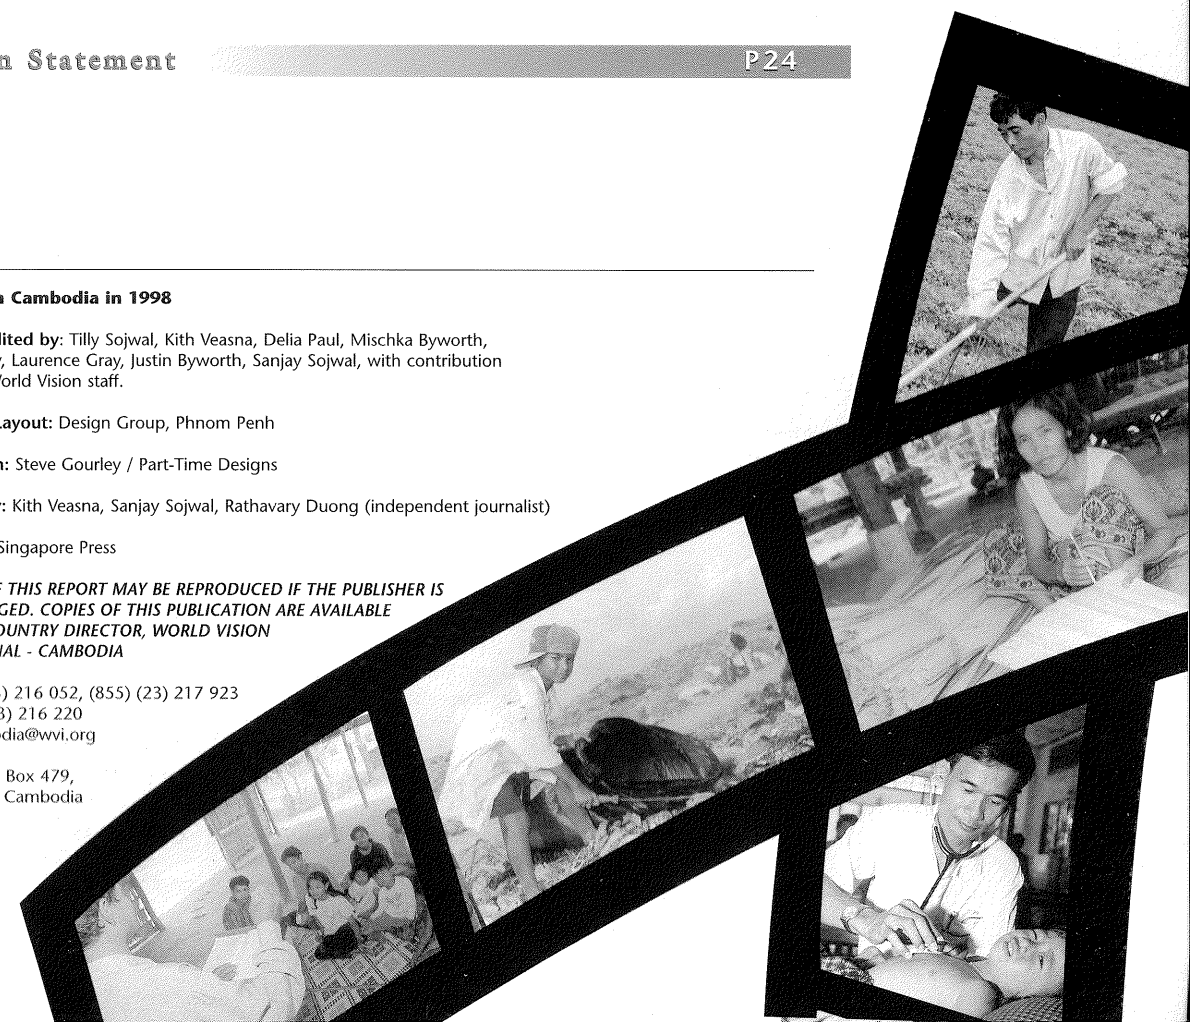 n Statement P24
Cambodia in 1998
dited by: Tilly Sojwal, Kith Veasna, Delia Paul, Mischka Byworth,
, Laurence Gray, Justin Byworth, Sanjay Sojwal, with contribution
World Vision staff.
Layout: Design Group, Phnom Penh
n: Steve Gourley / Part-Time Designs
: Kith Veasna, Sanjay Sojwal, Rathavary Duong (independent journalist)
Singapore Press
F THIS REPORT MAY BE REPRODUCED IF THE PUBLISHER IS
GED. COPIES OF THIS PUBLICATION ARE AVAILABLE
OUNTRY DIRECTOR, WORLD VISION
NAL - CAMBODIA
) 216 052, (855) (23) 217 923
3) 216 220
odia@wvi.org
Box 479,
Cambodia